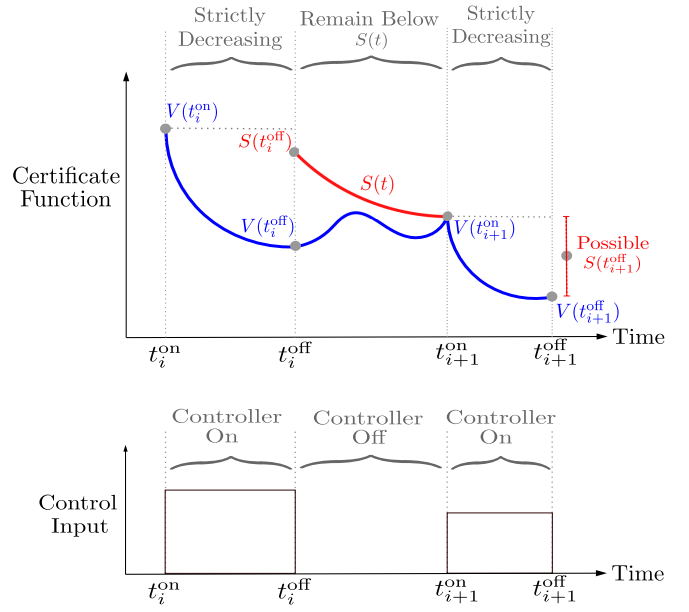 Strictly
Decreasing
Remain Below
S(t)
Strictly
Decreasing
V(t_i^on)
S(t_i^off)
S(t)
Certificate
Function
V(t_i^off)
V(t_{i+1}^on)
Possible
S(t_{i+1}^off)
V(t_{i+1}^off)
Time
t_i^on
t_i^off
t_{i+1}^on
t_{i+1}^off
Controller
On
Controller
Off
Controller
On
Control
Input
Time
t_i^on
t_i^off
t_{i+1}^on
t_{i+1}^off